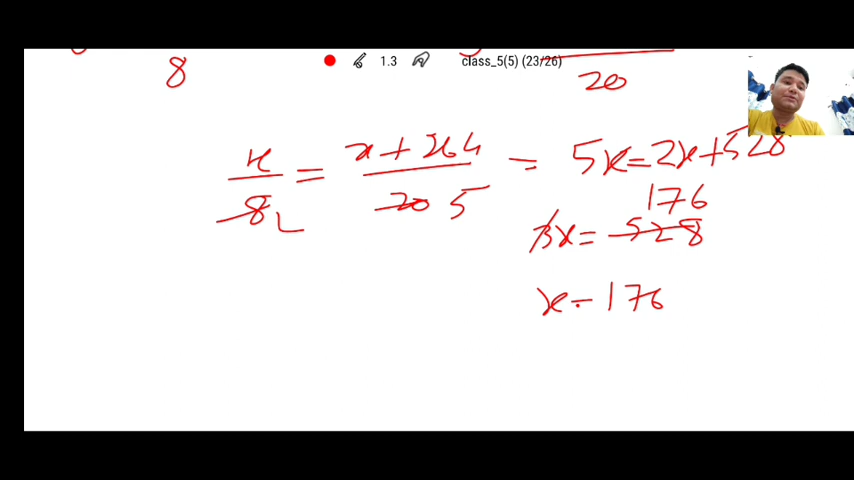 1.3 class_5(5) (23/26)
8
20
x/8 = x+264/20 = 5x=2x+528
2 5
176
3x= 528
x=176